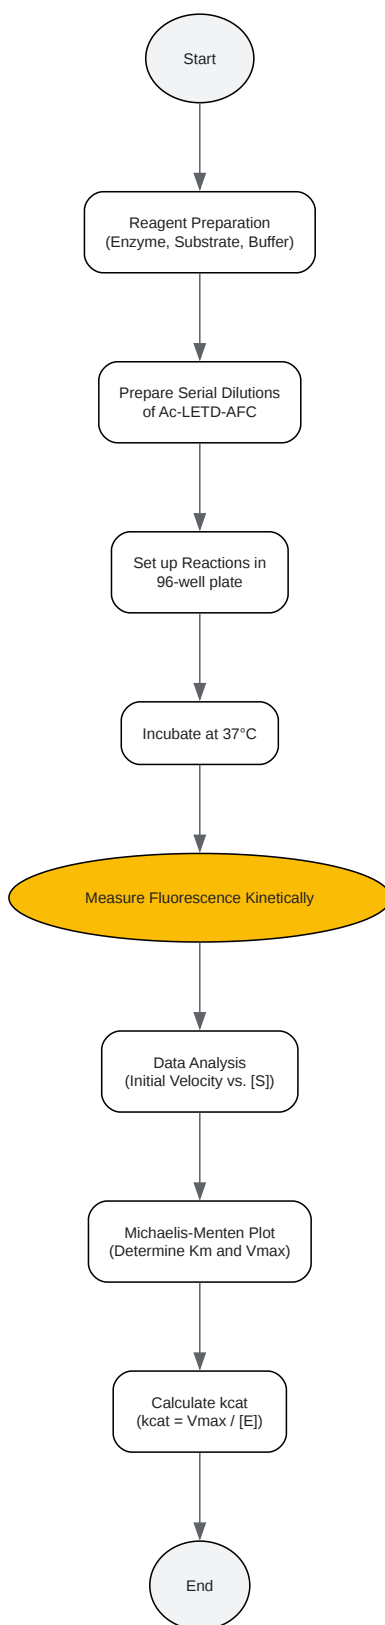 Start
Reagent Preparation
(Enzyme, Substrate, Buffer)
Prepare Serial Dilutions
of Ac-LETD-AFC
Set up Reactions in
96-well plate
Incubate at 37°C
Measure Fluorescence Kinetically
Data Analysis
(Initial Velocity vs. [S])
Michaelis-Menten Plot
(Determine Km and Vmax)
Calculate kcat
(kcat = Vmax / [E])
End